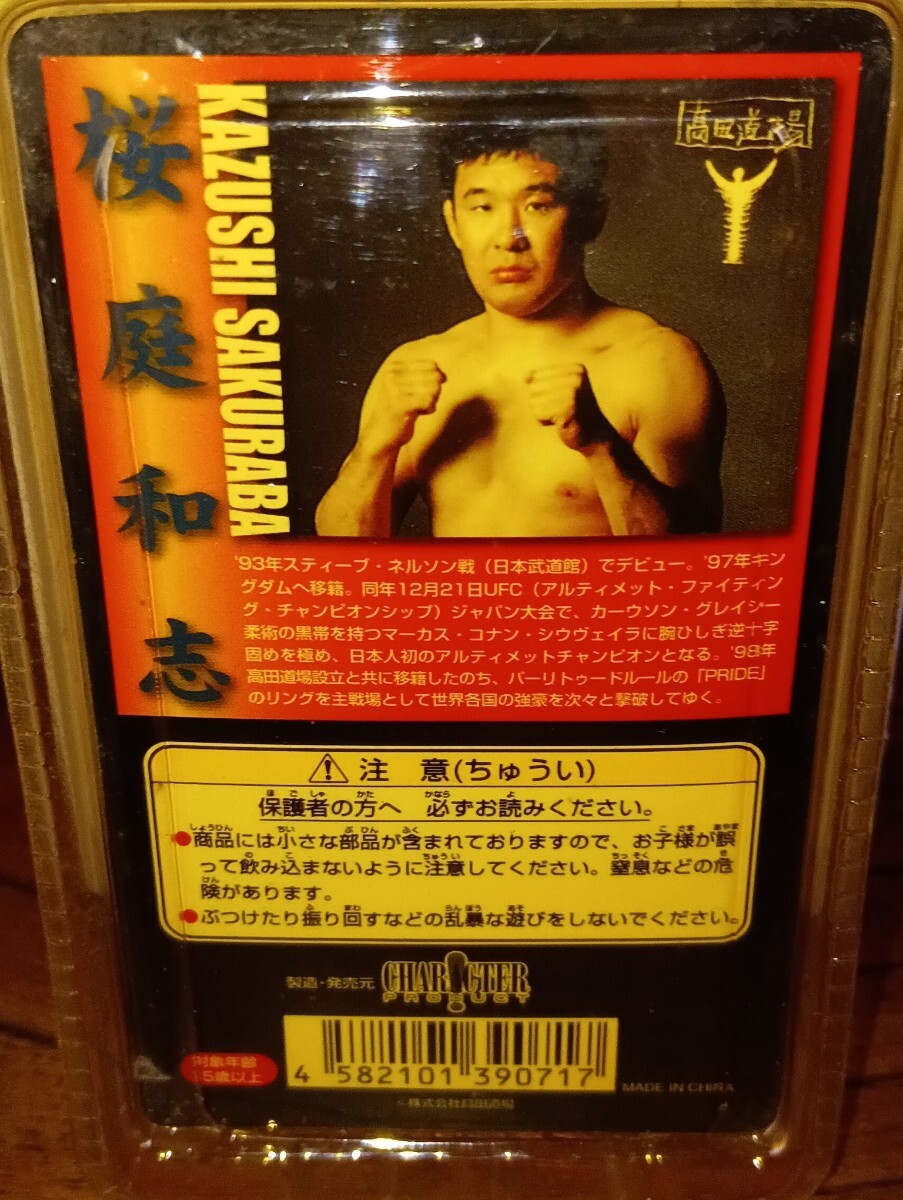 桜庭和志
KAZUSHI SAKURABA
高田道場
'93年スティーブ・ネルソン戦（日本武道館）でデビュー。'97年キン
グダムへ移籍。同年12月21日UFC（アルティメット・ファイティン
グ・チャンピオンシップ）ジャパン大会で、カーウソン・グレイシー
柔術の黒帯を持つマーカス・コナン・シウヴェイラに腕ひしぎ逆十字
固めを極め、日本人初のアルティメットチャンピオンとなる。'98年
高田道場設立と共に移籍したのち、バーリトゥードルールの「PRIDE」
のリングを主戦場として世界各国の強豪を次々と撃破してゆく。
注 意(ちゅうい)
保護者の方へ 必ずお読みください。
●商品には小さな部品が含まれておりますので、お子様が誤
って飲み込まないように注意してください。窒息などの危
険があります。
●ぶつけたり振り回すなどの乱暴な遊びをしないでください。
製造・発売元 CHARACTER
PRODUCT
対象年齢
15歳以上
4 582101 390717
MADE IN CHINA
©株式会社高田道場